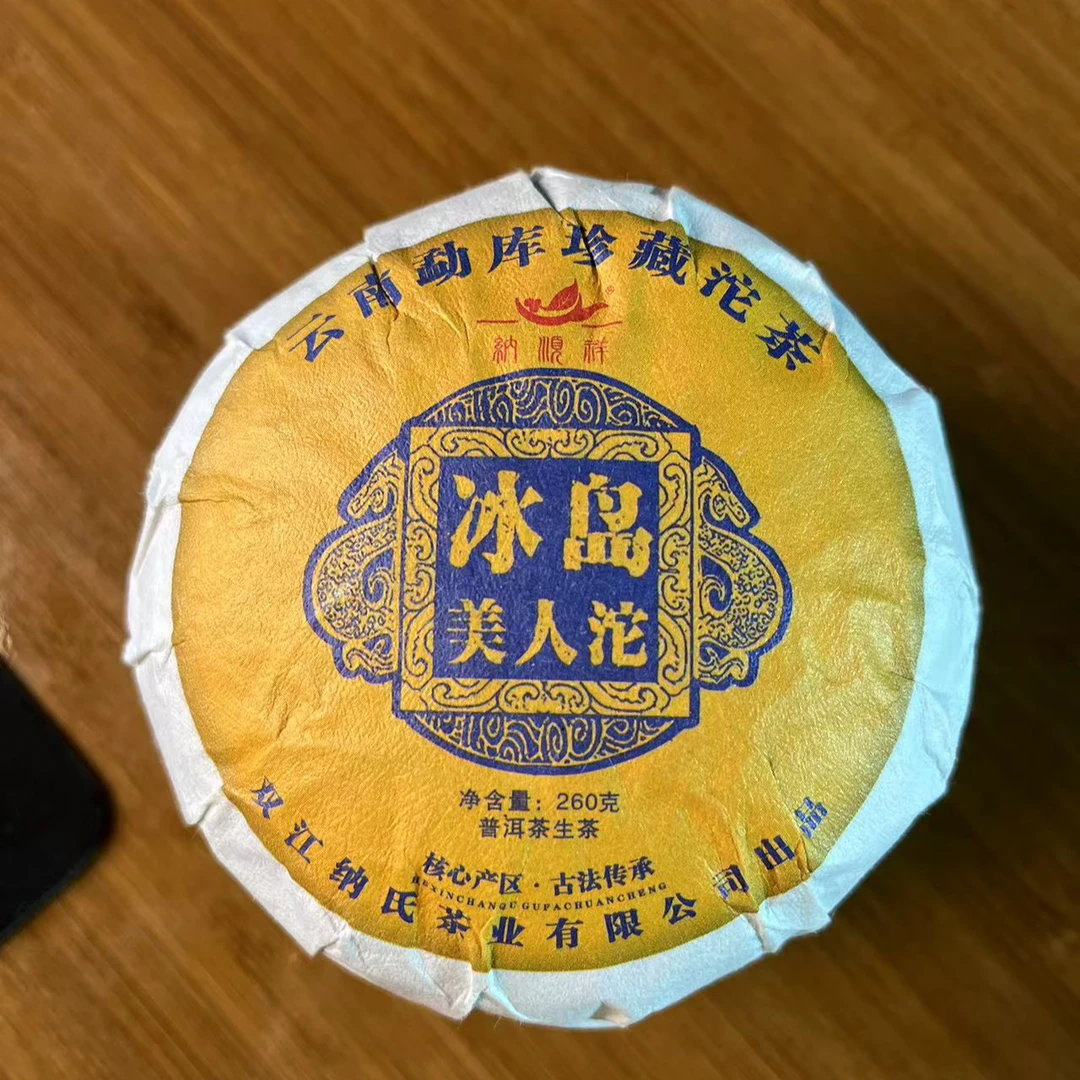 云南勐库珍藏沱茶
®
納順祥
冰岛
美人沱
净含量：260克
普洱茶生茶
核心产区·古法传承
HEXINCHANQU GUFACHUANCHENG
双江纳氏茶业有限公司出品